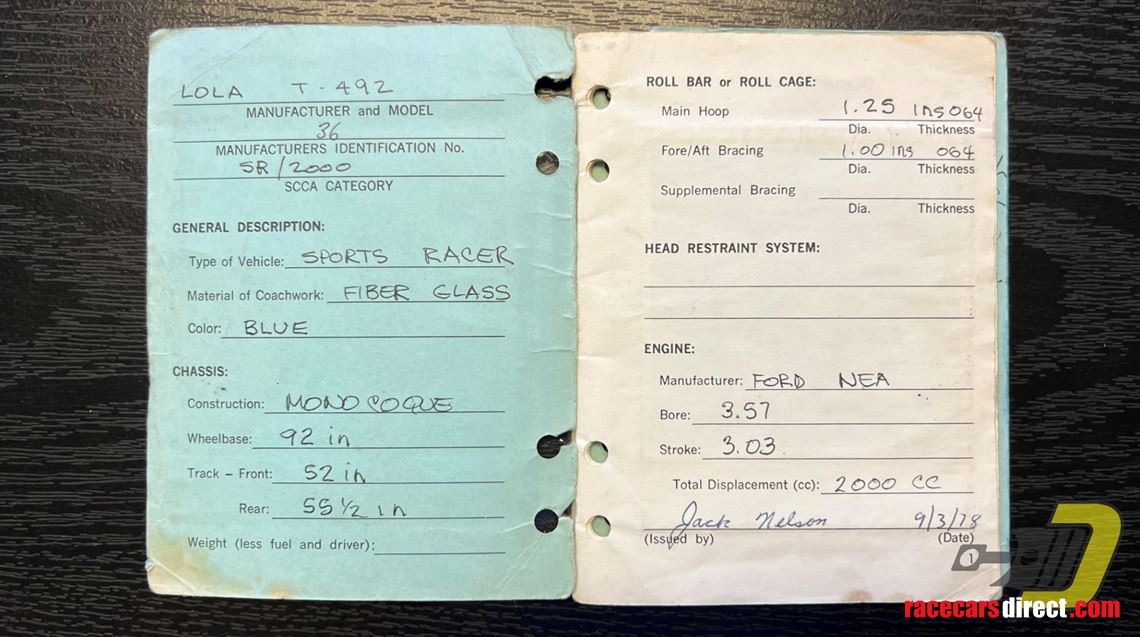 LOLA T-492
MANUFACTURER and MODEL
36
MANUFACTURERS IDENTIFICATION No.
SR/2000
SCCA CATEGORY
GENERAL DESCRIPTION:
Type of Vehicle: SPORTS RACER
Material of Coachwork: FIBER GLASS
Color: BLUE
CHASSIS:
Construction: MONOCOQUE
Wheelbase: 92 in
Track – Front: 52 in
Rear: 55 1/2 in
Weight (less fuel and driver):
ROLL BAR or ROLL CAGE:
Main Hoop 1.25 ins 064
Dia. Thickness
Fore/Aft Bracing 1.00 ins 064
Dia. Thickness
Supplemental Bracing
Dia. Thickness
HEAD RESTRAINT SYSTEM:
ENGINE:
Manufacturer: FORD NEA
Bore: 3.57
Stroke: 3.03
Total Displacement (cc): 2000 CC
Jack Nelson 9/3/78
(Issued by) (Date)
1
racecarsdirect.com